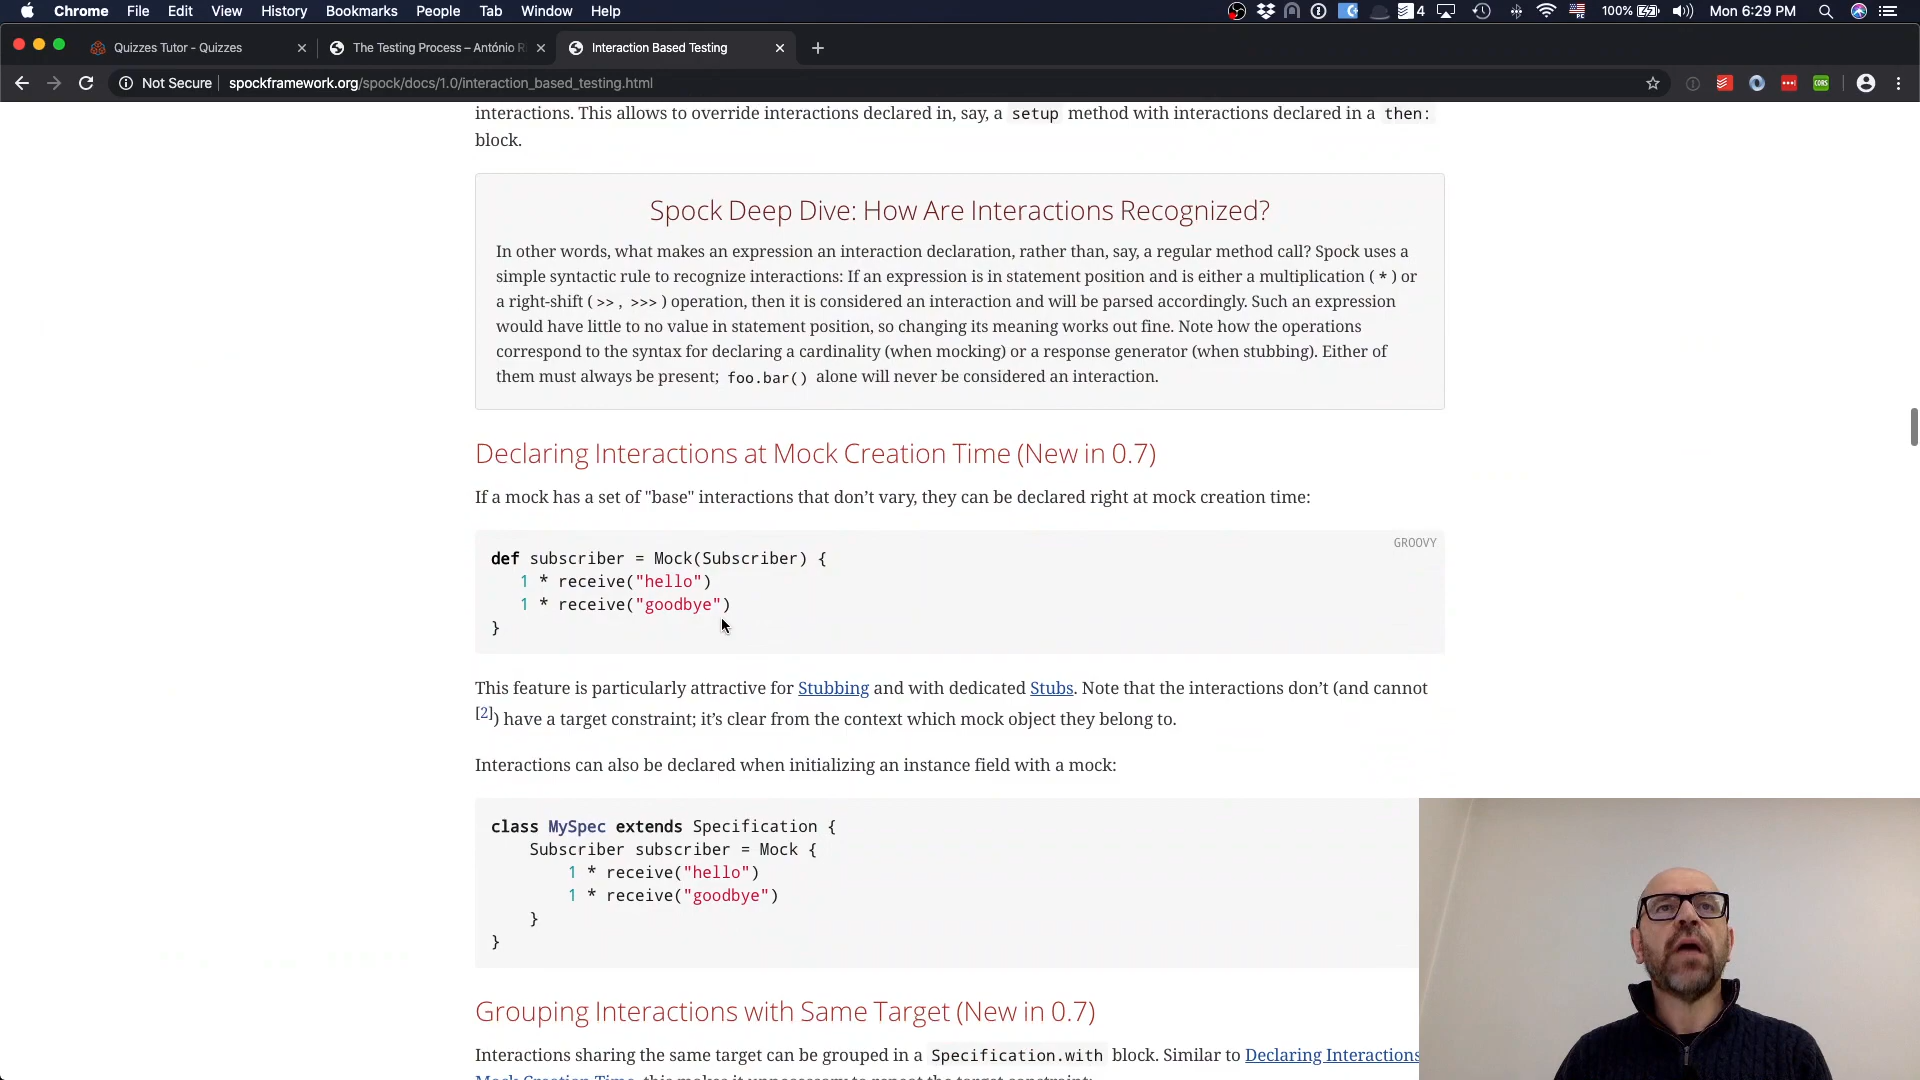 Chrome File Edit View History Bookmarks People Tab Window Help 4 100% Mon 6:29 PM
Quizzes Tutor - Quizzes The Testing Process – António Ri Interaction Based Testing
Not Secure spockframework.org/spock/docs/1.0/interaction_based_testing.html
interactions. This allows to override interactions declared in, say, a setup method with interactions declared in a then:
block.
Spock Deep Dive: How Are Interactions Recognized?
In other words, what makes an expression an interaction declaration, rather than, say, a regular method call? Spock uses a
simple syntactic rule to recognize interactions: If an expression is in statement position and is either a multiplication ( * ) or
a right-shift ( >> , >>> ) operation, then it is considered an interaction and will be parsed accordingly. Such an expression
would have little to no value in statement position, so changing its meaning works out fine. Note how the operations
correspond to the syntax for declaring a cardinality (when mocking) or a response generator (when stubbing). Either of
them must always be present; foo.bar() alone will never be considered an interaction.
Declaring Interactions at Mock Creation Time (New in 0.7)
If a mock has a set of "base" interactions that don’t vary, they can be declared right at mock creation time:
GROOVY
def subscriber = Mock(Subscriber) {
1 * receive("hello")
1 * receive("goodbye")
}
This feature is particularly attractive for Stubbing and with dedicated Stubs. Note that the interactions don’t (and cannot
[2]) have a target constraint; it’s clear from the context which mock object they belong to.
Interactions can also be declared when initializing an instance field with a mock:
class MySpec extends Specification {
Subscriber subscriber = Mock {
1 * receive("hello")
1 * receive("goodbye")
}
}
Grouping Interactions with Same Target (New in 0.7)
Interactions sharing the same target can be grouped in a Specification.with block. Similar to Declaring Interactions
Mock Creation Time, this makes it unnecessary to repeat the target constraint: